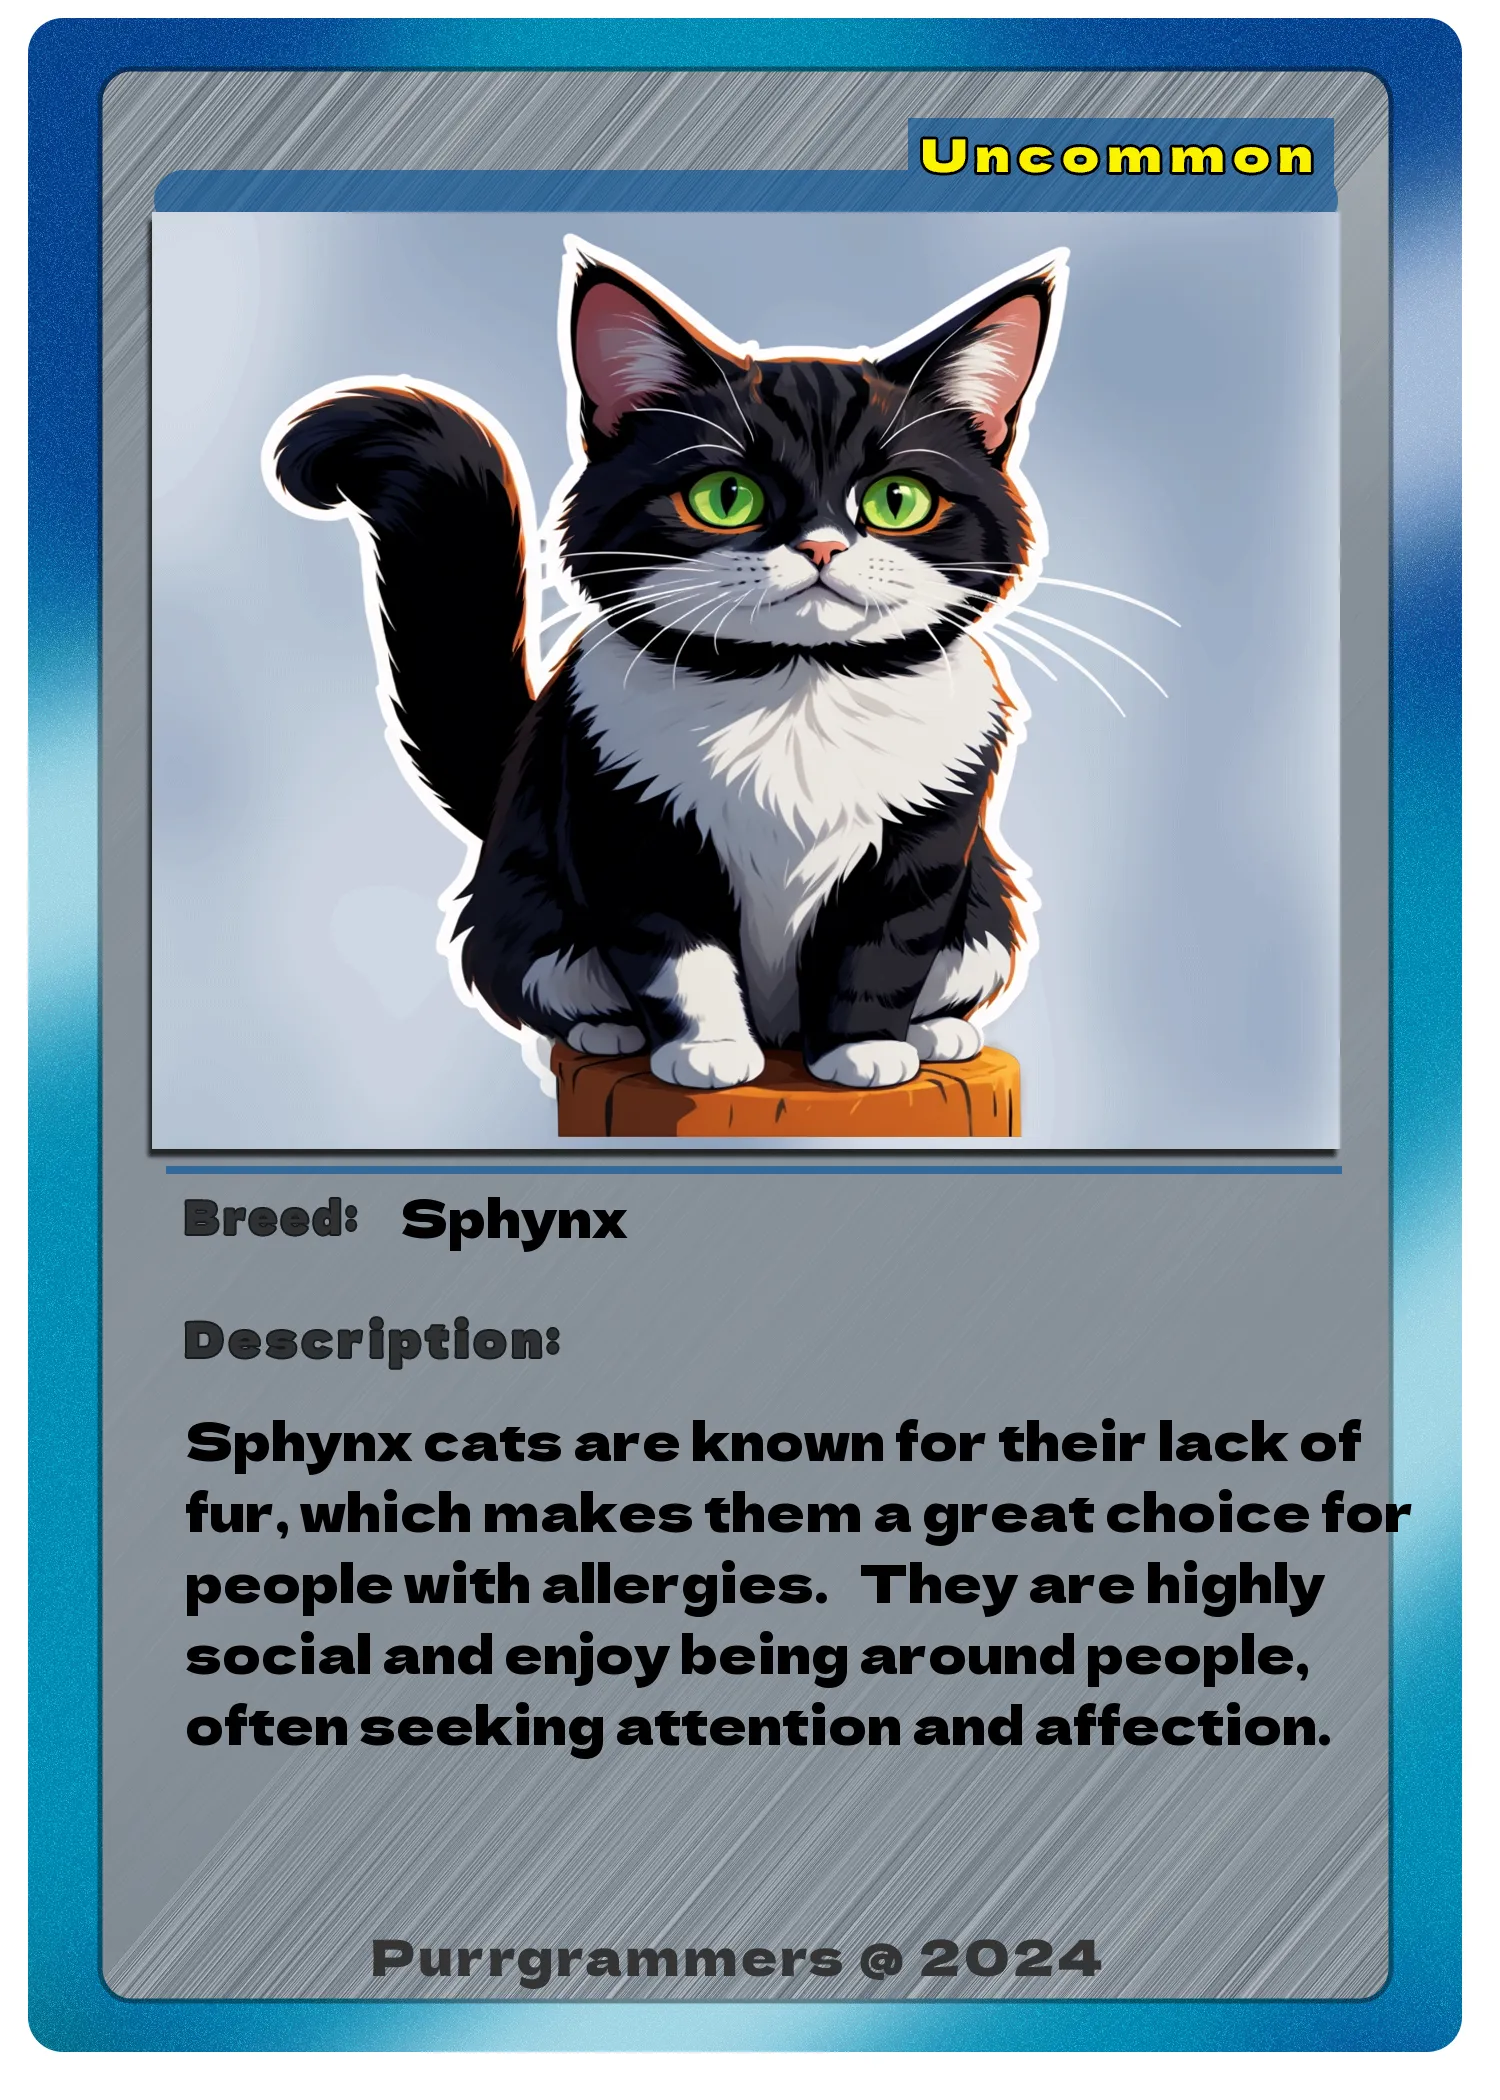 Uncommon
Breed: Sphynx
Description:
Sphynx cats are known for their lack of
fur, which makes them a great choice for
people with allergies.  They are highly
social and enjoy being around people,
often seeking attention and affection.
Purrgrammers @ 2024